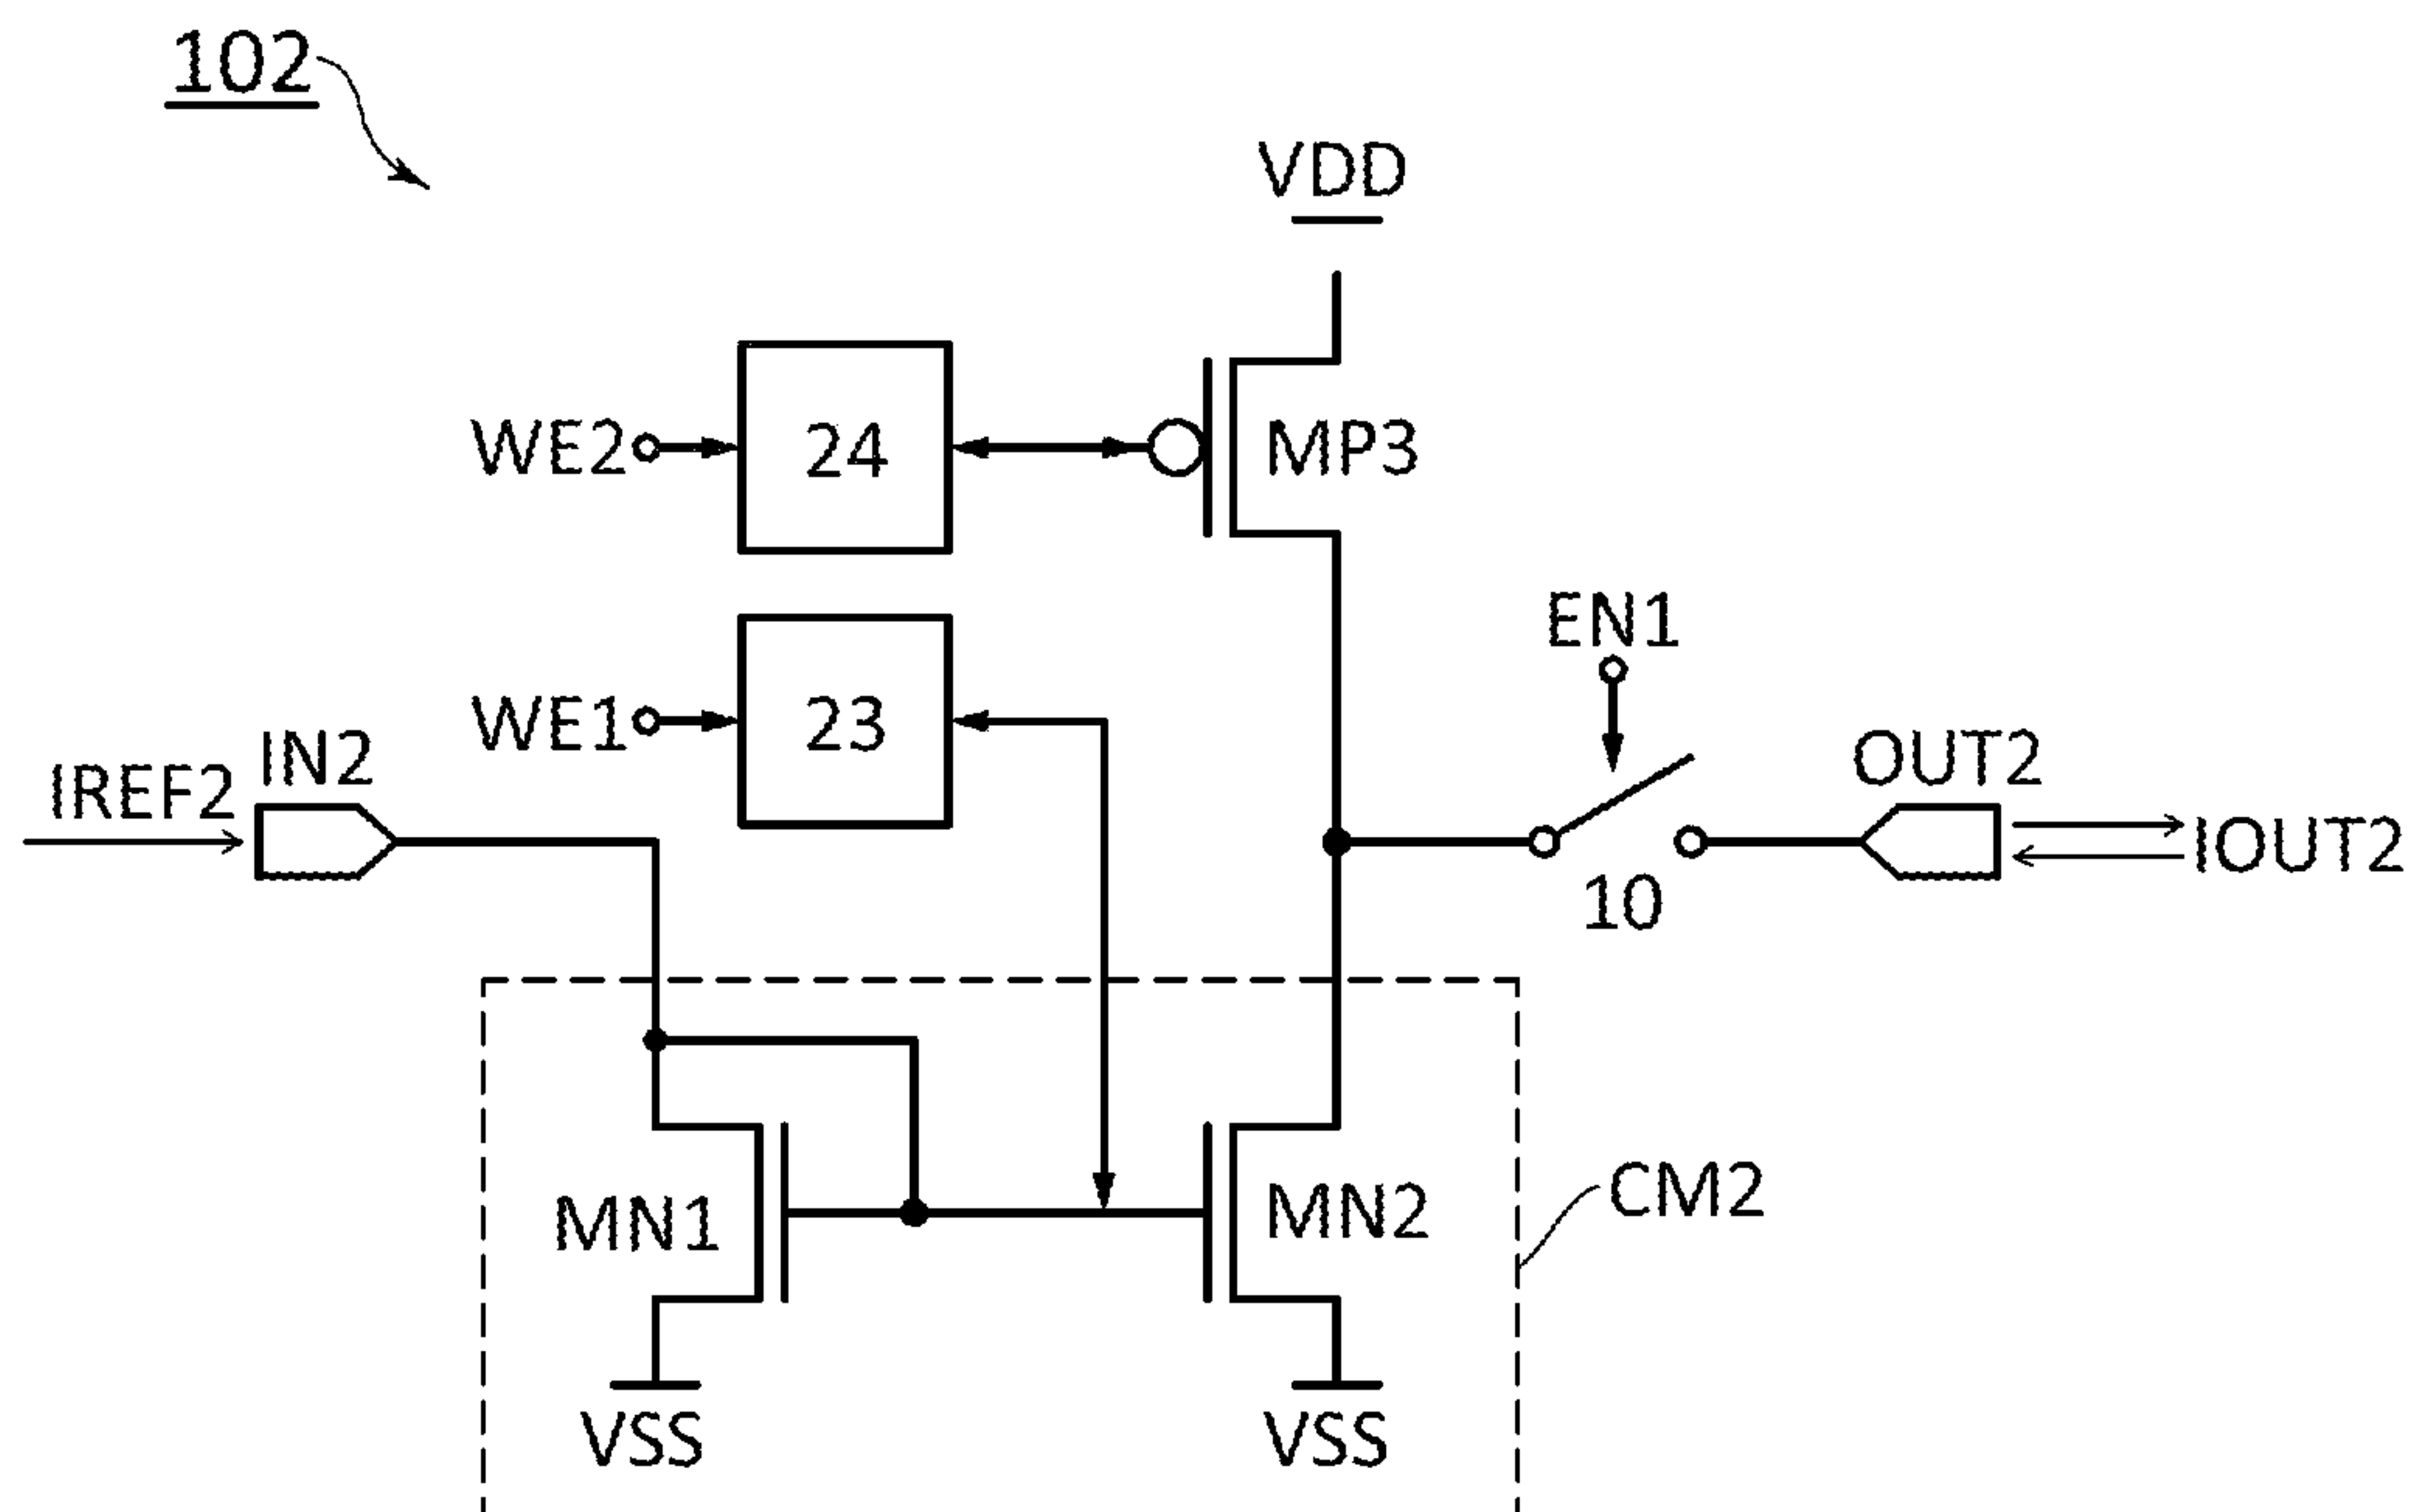 102
VDD
WE2
24
MP3
EN1
WE1
23
IN2
OUT2
IREF2
IOUT2
10
MN1
MN2
CM2
VSS
VSS